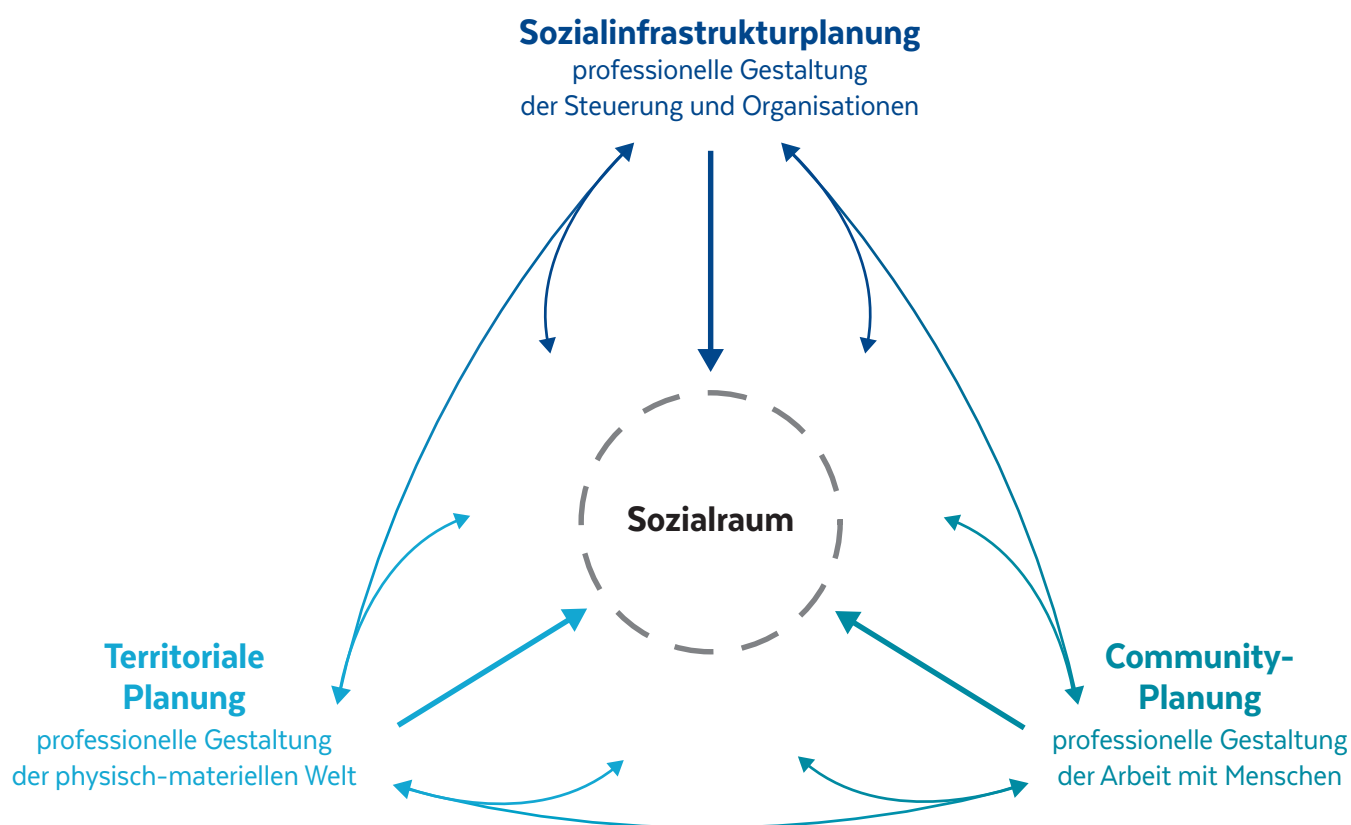 Sozialinfrastrukturplanung
professionelle Gestaltung
der Steuerung und Organisationen
Sozialraum
Territoriale
Planung
professionelle Gestaltung
der physisch-materiellen Welt
Community-
Planung
professionelle Gestaltung
der Arbeit mit Menschen